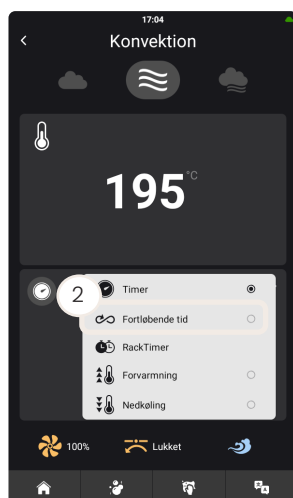 17:04
Konvektion
195 °C
2
Timer
Fortløbende tid
RackTimer
Forvarmning
Nedkøling
100% Lukket